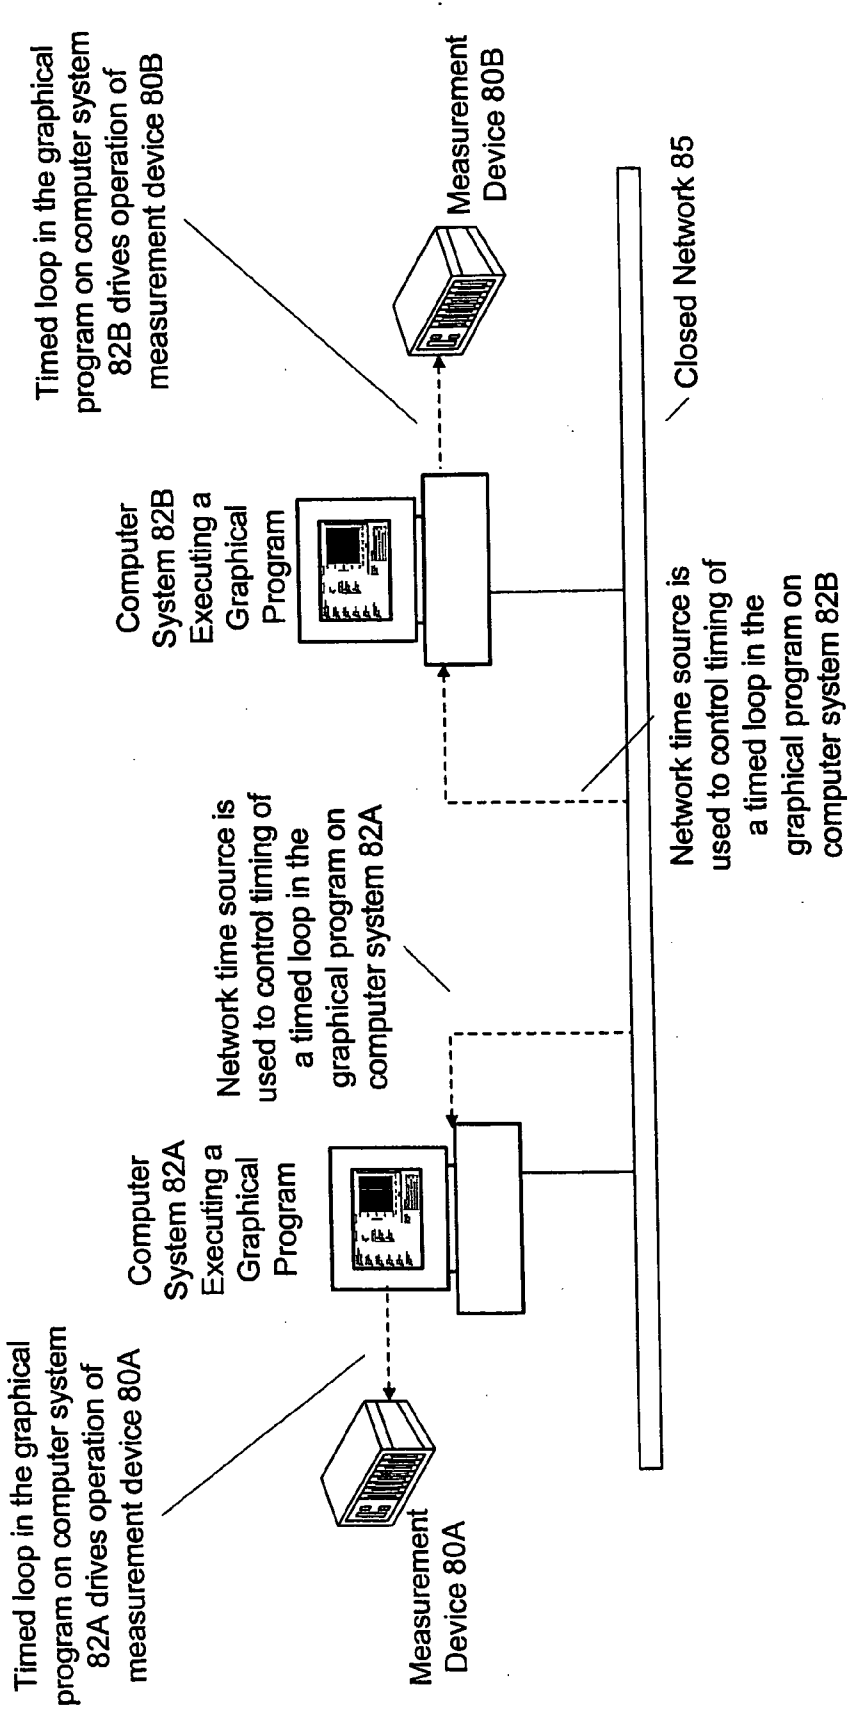 Timed loop in the graphical
program on computer system
82A drives operation of
measurement device 80A
Computer
System 82A
Executing a
Graphical
Program
Measurement
Device 80A
Network time source is
used to control timing of
a timed loop in the
graphical program on
computer system 82A
Computer
System 82B
Executing a
Graphical
Program
Timed loop in the graphical
program on computer system
82B drives operation of
measurement device 80B
Measurement
Device 80B
Network time source is
used to control timing of
a timed loop in the
graphical program on
computer system 82B
Closed Network 85